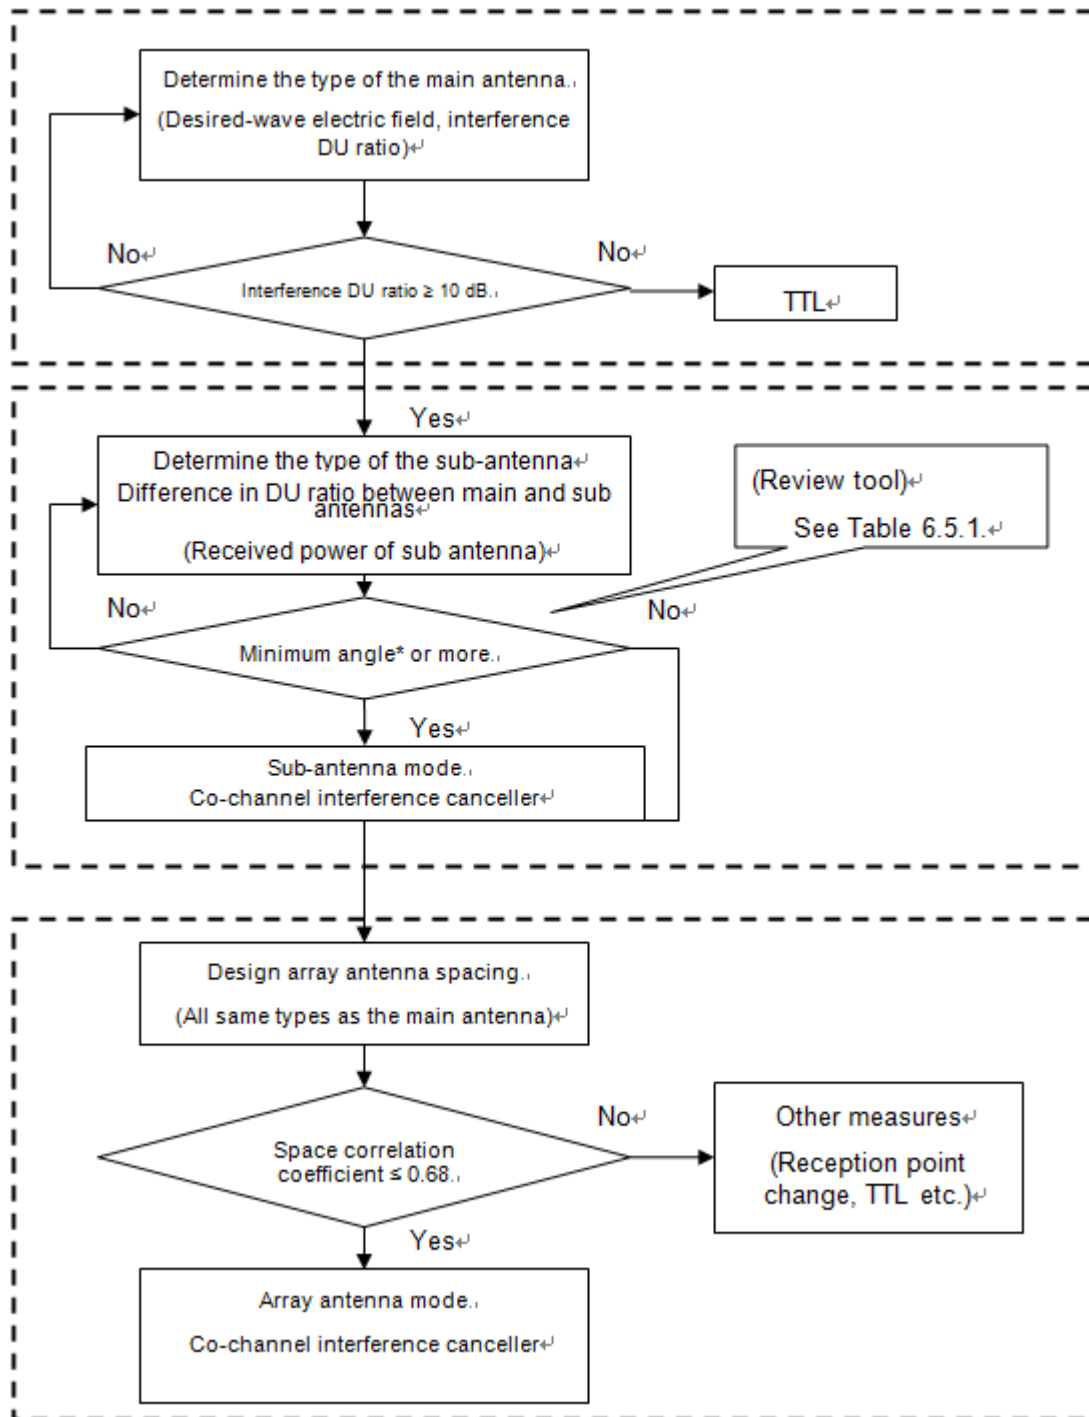 Determine the type of the main antenna.
(Desired-wave electric field, interference
DU ratio)↵
No↵
No↵
Interference DU ratio ≥ 10 dB.
TTL↵
Yes↵
Determine the type of the sub-antenna↵
Difference in DU ratio between main and sub
antennas↵
(Received power of sub antenna)↵
(Review tool)↵
See Table 6.5.1.↵
No↵
No↵
Minimum angle* or more.
Yes↵
Sub-antenna mode.
Co-channel interference canceller↵
Design array antenna spacing.
(All same types as the main antenna)↵
No↵
Space correlation
coefficient ≤ 0.68.
Other measures↵
(Reception point
change, TTL etc.)↵
Yes↵
Array antenna mode.
Co-channel interference canceller↵